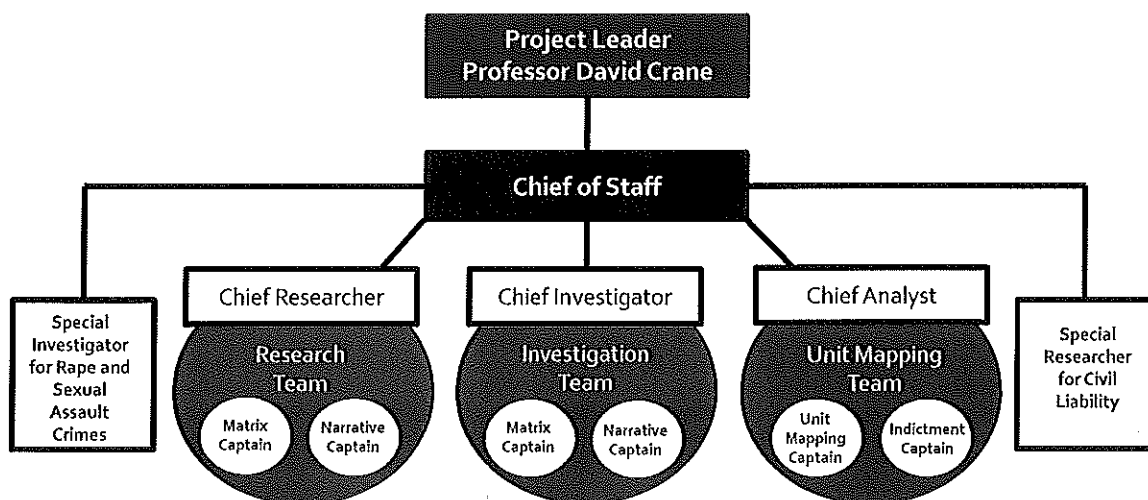 Project Leader
Professor David Crane
Chief of Staff
Special
Investigator
for Rape and
Sexual
Assault
Crimes
Chief Researcher
Research
Team
Matrix
Captain
Narrative
Captain
Chief Investigator
Investigation
Team
Matrix
Captain
Narrative
Captain
Chief Analyst
Unit Mapping
Team
Unit
Mapping
Captain
Indictment
Captain
Special
Researcher
for Civil
Liability